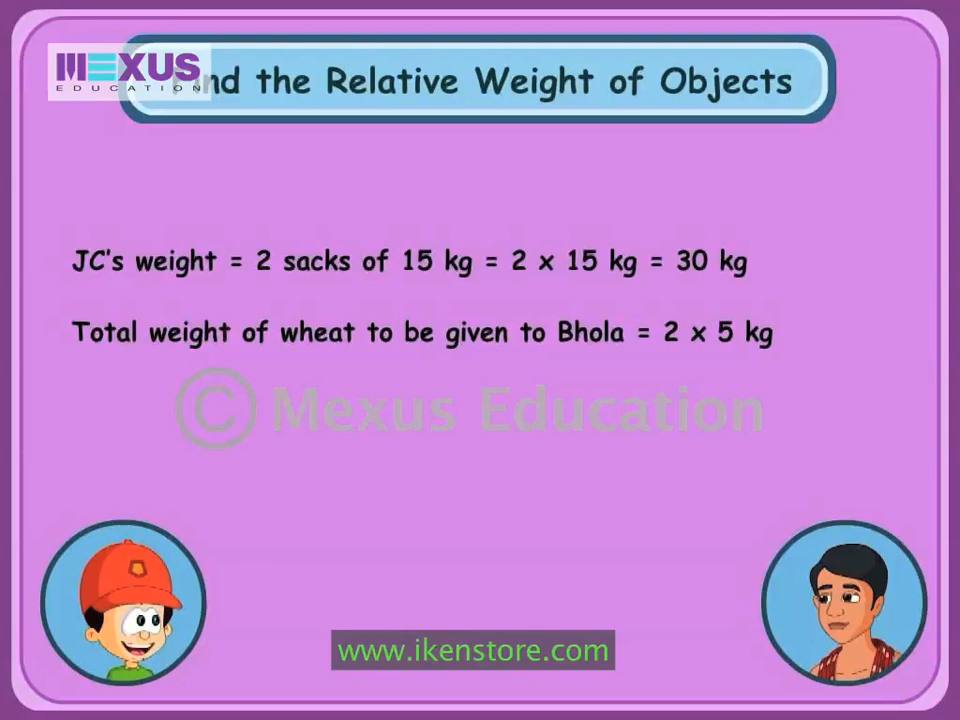 MEXUS
EDUCATION
Find the Relative Weight of Objects
JC's weight = 2 sacks of 15 kg = 2 x 15 kg = 30 kg
Total weight of wheat to be given to Bhola = 2 x 5 kg
© Mexus Education
www.ikenstore.com